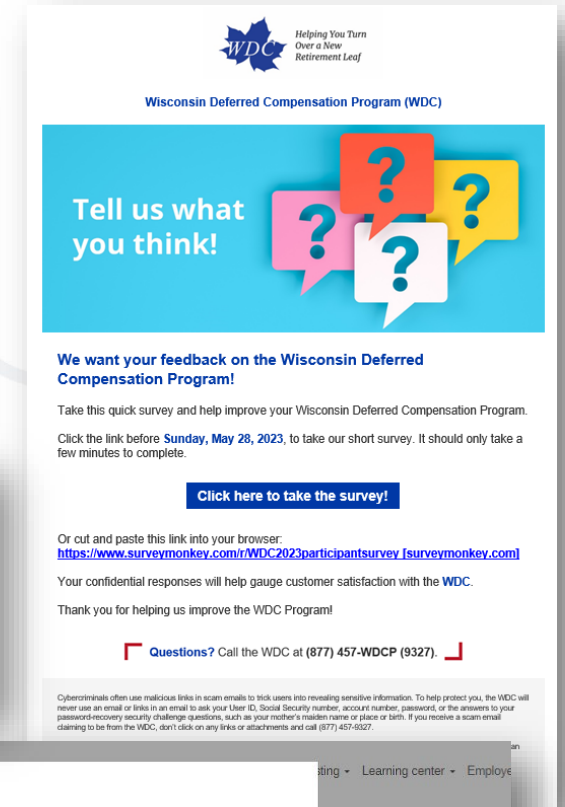 WDC
Helping You Turn
Over a New
Retirement Leaf
Wisconsin Deferred Compensation Program (WDC)
Tell us what
you think!
?
?
?
?
We want your feedback on the Wisconsin Deferred
Compensation Program!
Take this quick survey and help improve your Wisconsin Deferred Compensation Program.
Click the link before Sunday, May 28, 2023, to take our short survey. It should only take a
few minutes to complete.
Click here to take the survey!
Or cut and paste this link into your browser:
https://www.surveymonkey.com/r/WDC2023participantsurvey [surveymonkey.com]
Your confidential responses will help gauge customer satisfaction with the WDC.
Thank you for helping us improve the WDC Program!
Questions? Call the WDC at (877) 457-WDCP (9327).
Cybercriminals often use malicious links in scam emails to trick users into revealing sensitive information. To help protect you, the WDC will
never use an email or links in an email to ask your User ID, Social Security number, account number, password, or the answers to your
password-recovery security challenge questions, such as your mother's maiden name or place or birth. If you receive a scam email
claiming to be from the WDC, don't click on any links or attachments and call (877) 457-9327.
an
sting Learning center Employe